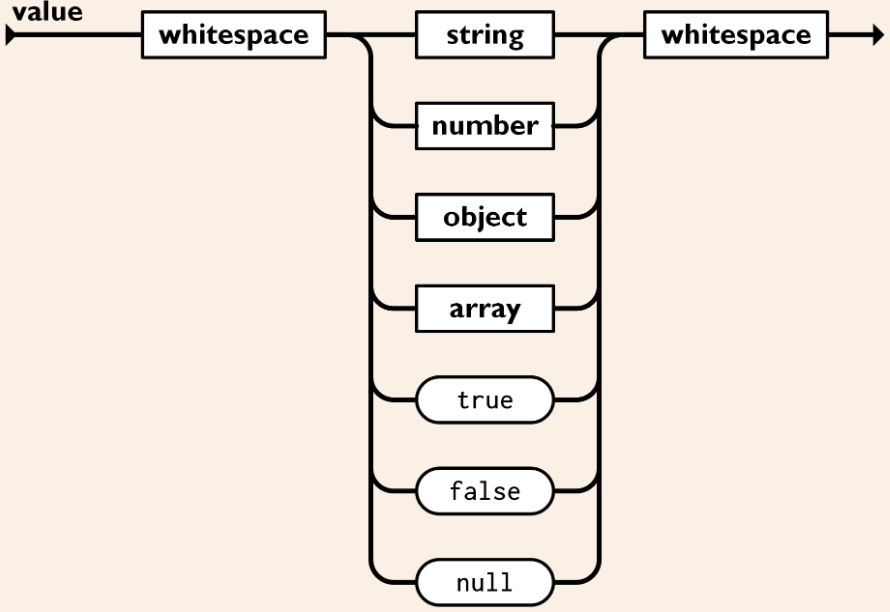 value
whitespace string whitespace
number
object
array
true
false
null